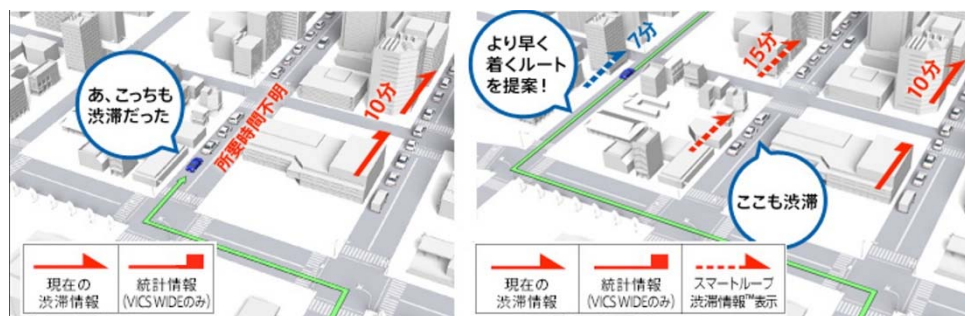 あ、こっちも
渋滞だった
所要時間不明
10分
現在の
渋滞情報
統計情報
(VICS WIDEのみ)
より早く
着くルート
を提案！
7分
15分
10分
ここも渋滞
現在の
渋滞情報
統計情報
(VICS WIDEのみ)
スマートループ
渋滞情報™表示